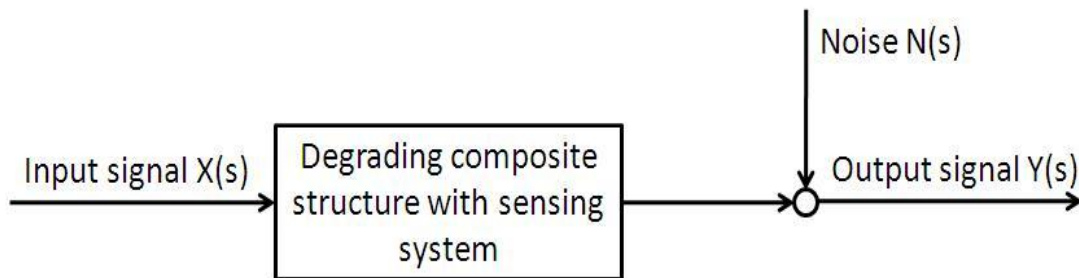 Noise N(s)
Input signal X(s)
Degrading composite
structure with sensing
system
Output signal Y(s)